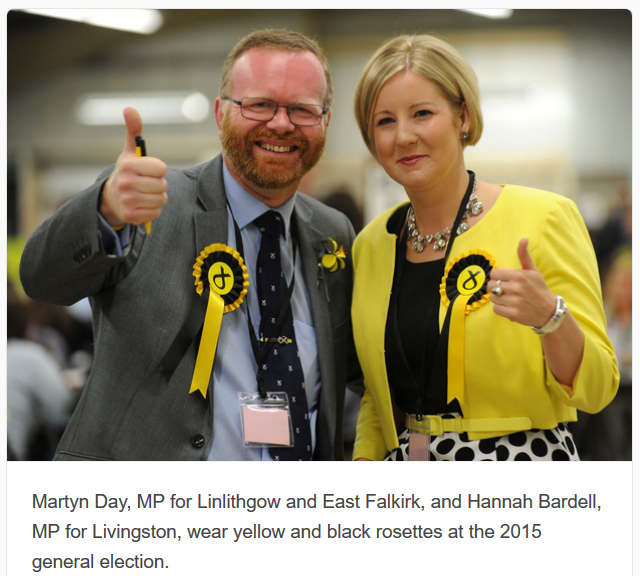 Martyn Day, MP for Linlithgow and East Falkirk, and Hannah Bardell,
MP for Livingston, wear yellow and black rosettes at the 2015
general election.